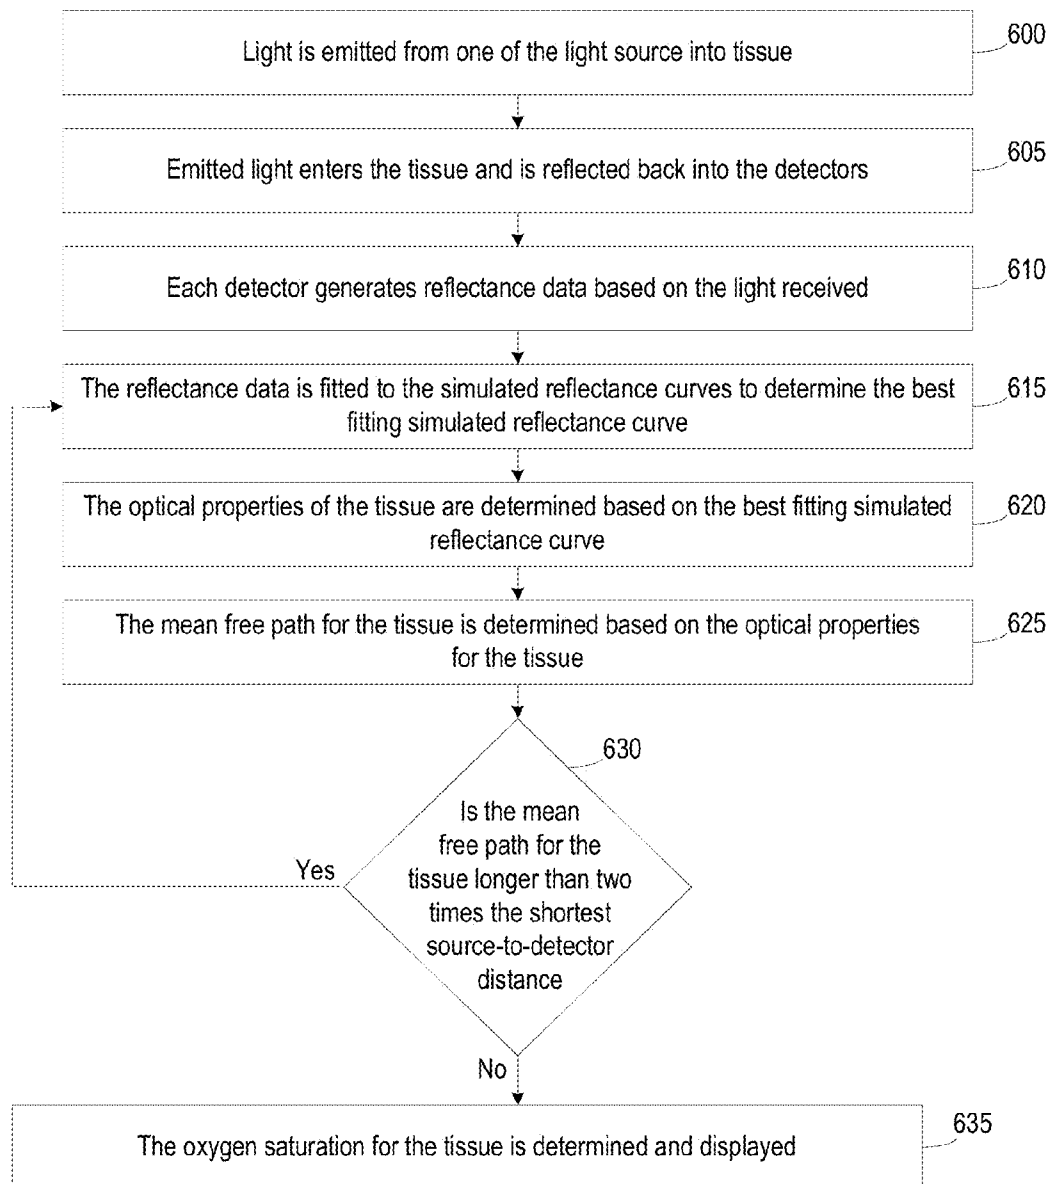 Light is emitted from one of the light source into tissue
600
Emitted light enters the tissue and is reflected back into the detectors
605
Each detector generates reflectance data based on the light received
610
The reflectance data is fitted to the simulated reflectance curves to determine the best
fitting simulated reflectance curve
615
The optical properties of the tissue are determined based on the best fitting simulated
reflectance curve
620
The mean free path for the tissue is determined based on the optical properties
for the tissue
625
630
Is the mean
free path for the
tissue longer than two
times the shortest
source-to-detector
distance
Yes
No
The oxygen saturation for the tissue is determined and displayed
635